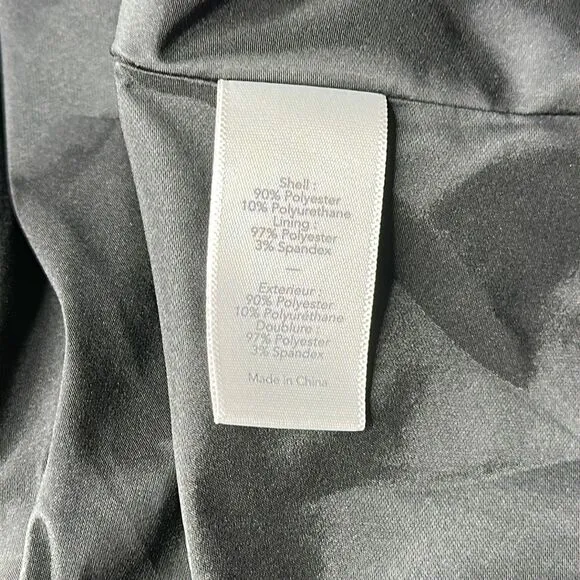 Shell :
90% Polyester
10% Polyurethane
Lining :
97% Polyester
3% Spandex
—
Exterieur :
90% Polyester
10% Polyuréthane
Doublure :
97% Polyester
3% Spandex
Made in China